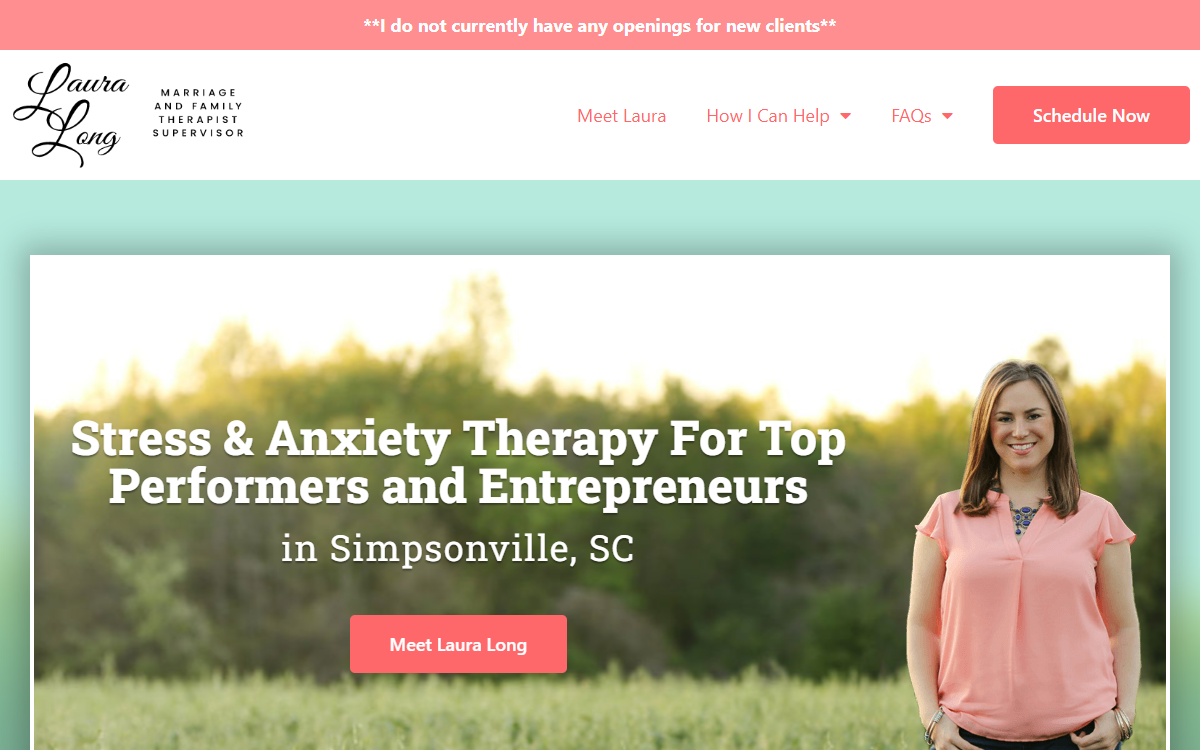 **I do not currently have any openings for new clients**
Laura
Long
MARRIAGE
AND FAMILY
THERAPIST
SUPERVISOR
Meet Laura
How I Can Help
FAQs
Schedule Now
Stress & Anxiety Therapy For Top
Performers and Entrepreneurs
in Simpsonville, SC
Meet Laura Long